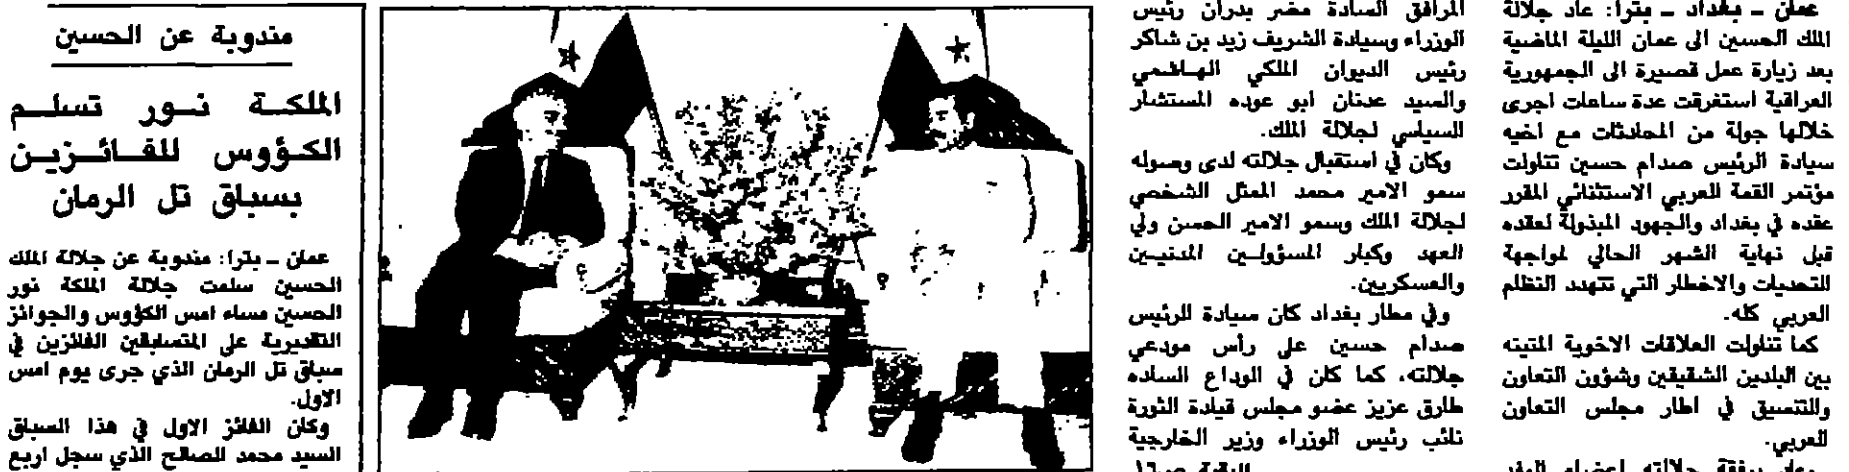 عمان ـ بغداد ـ بترا: عاد جلالة
الملك الحسين الى عمان الليلة الماضية
بعد زيارة عمل قصيرة الى الجمهورية
العراقية استغرقت عدة ساعات اجرى
خلالها جولة من المحادثات مع اخيه
سيادة الرئيس صدام حسين تناولت
مؤتمر القمة العربي الاستثنائي المقرر
عقده في بغداد والجهود المبذولة لعقده
قبل نهاية الشهر الحالي لمواجهة
التحديات والاخطار التي تتهدد النظام
العربي كله.
كما تناولت العلاقات الاخوية المتينه
بين البلدين الشقيقين وشؤون التعاون
والتنسيق في اطار مجلس التعاون
العربي.
وعاد برفقة جلالته اعضاء الوفد
المرافق السادة مضر بدران رئيس
الوزراء وسيادة الشريف زيد بن شاكر
رئيس الديوان الملكي الهاشمي
والسيد عدنان ابو عوده المستشار
السياسي لجلالة الملك.
وكان في استقبال جلالته لدى وصوله
سمو الامير محمد الممثل الشخصي
لجلالة الملك وسمو الامير الحسن ولي
العهد وكبار المسؤولين المدنيين
والعسكريين.
وفي مطار بغداد كان سيادة الرئيس
صدام حسين على رأس مودعي
جلالته، كما كان في الوداع الساده
طارق عزيز عضو مجلس قيادة الثورة
نائب رئيس الوزراء وزير الخارجية
البقية ص١٦
مندوبة عن الحسين
الملكة نور تسلم
الكؤوس للفائزين
بسباق تل الرمان
عمان ـ بترا: مندوبة عن جلالة الملك
الحسين سلمت جلالة الملكة نور
الحسين مساء امس الكؤوس والجوائز
التقديرية على المتسابقين الفائزين في
سباق تل الرمان الذي جرى يوم امس
الاول.
وكان الفائز الاول في هذا السباق
السيد محمد الصالح الذي سجل اربع